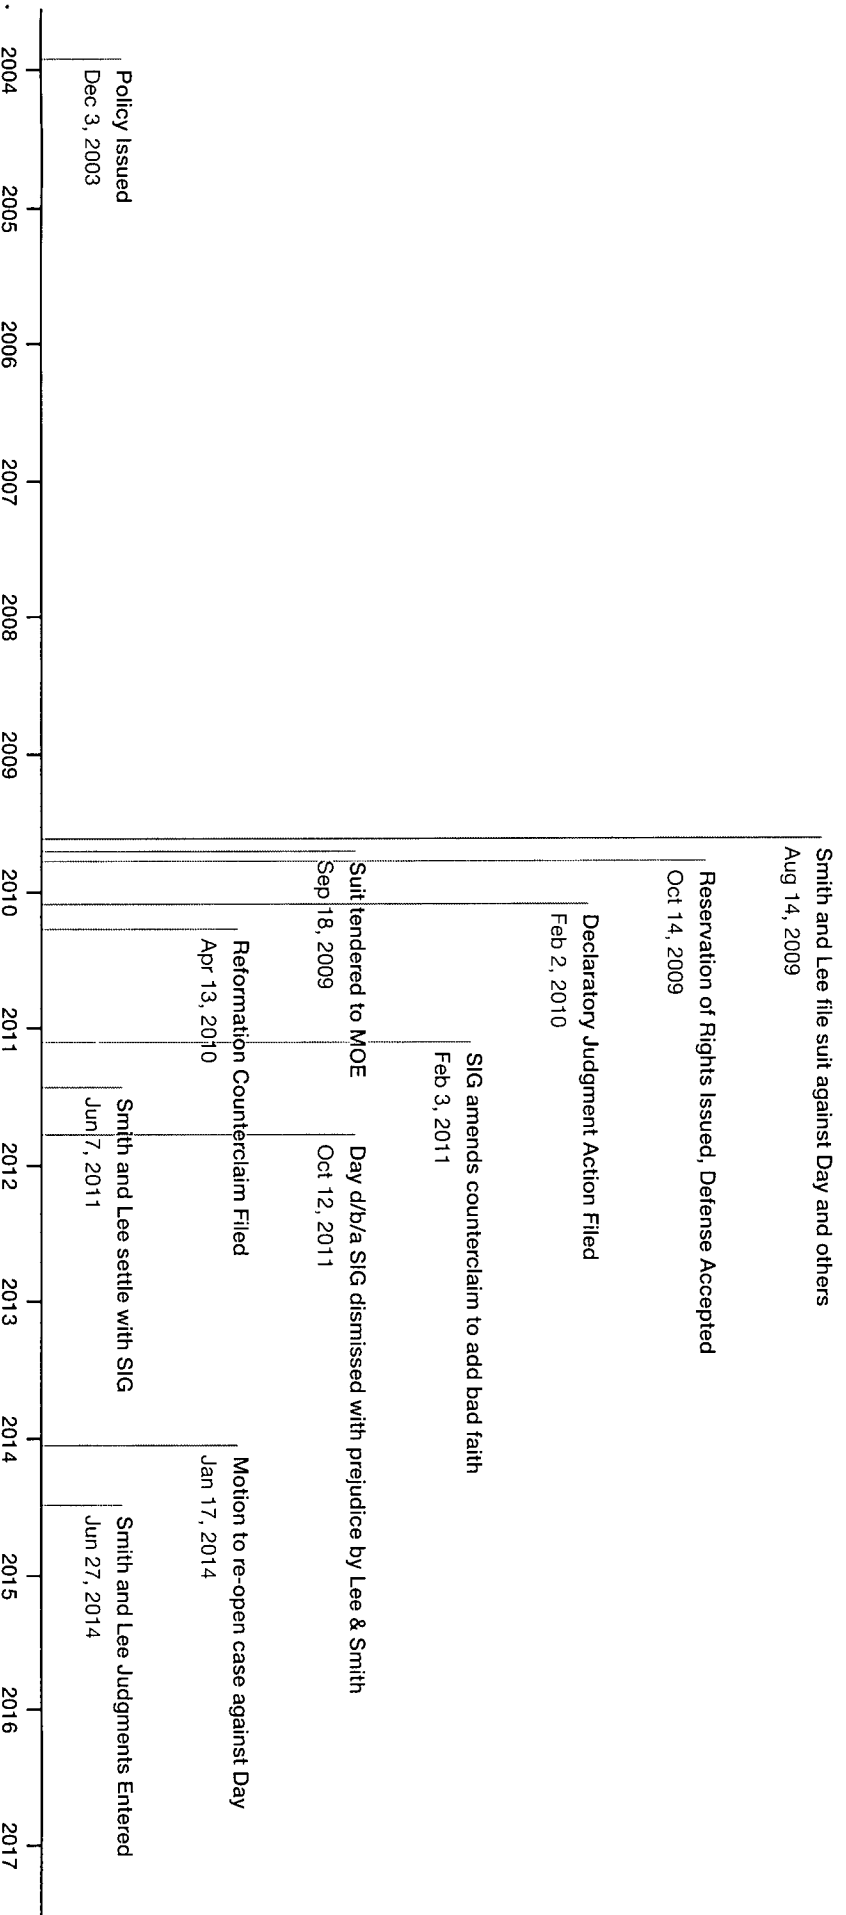 Smith and Lee file suit against Day and others
Aug 14, 2009
Reservation of Rights Issued, Defense Accepted
Oct 14, 2009
Declaratory Judgment Action Filed
Feb 2, 2010
SIG amends counterclaim to add bad faith
Feb 3, 2011
Suit tendered to MOE
Sep 18, 2009
Day d/b/a SIG dismissed with prejudice by Lee & Smith
Oct 12, 2011
Reformation Counterclaim Filed
Apr 13, 2010
Motion to re-open case against Day
Jan 17, 2014
Policy Issued
Dec 3, 2003
Smith and Lee settle with SIG
Jun 7, 2011
Smith and Lee Judgments Entered
Jun 27, 2014
2004 2005 2006 2007 2008 2009 2010 2011 2012 2013 2014 2015 2016 2017